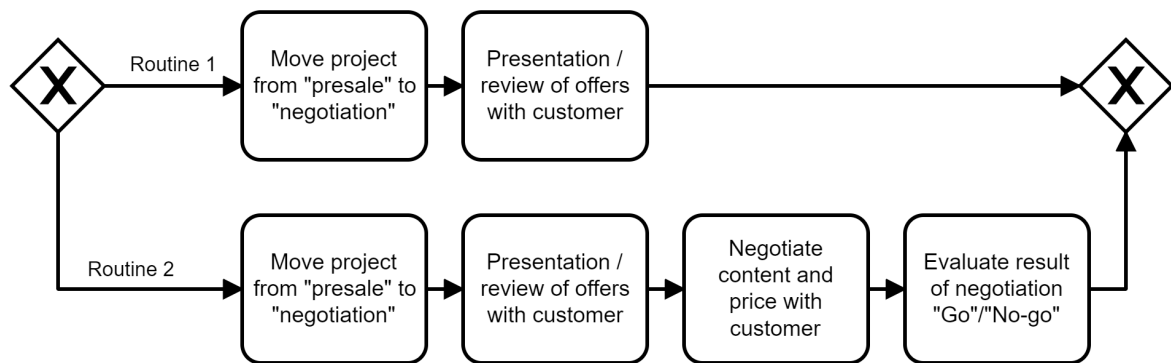 X
Routine 1
Move project
from "presale" to
"negotiation"
Presentation /
review of offers
with customer
X
Routine 2
Move project
from "presale" to
"negotiation"
Presentation /
review of offers
with customer
Negotiate
content and
price with
customer
Evaluate result
of negotiation
"Go"/"No-go"